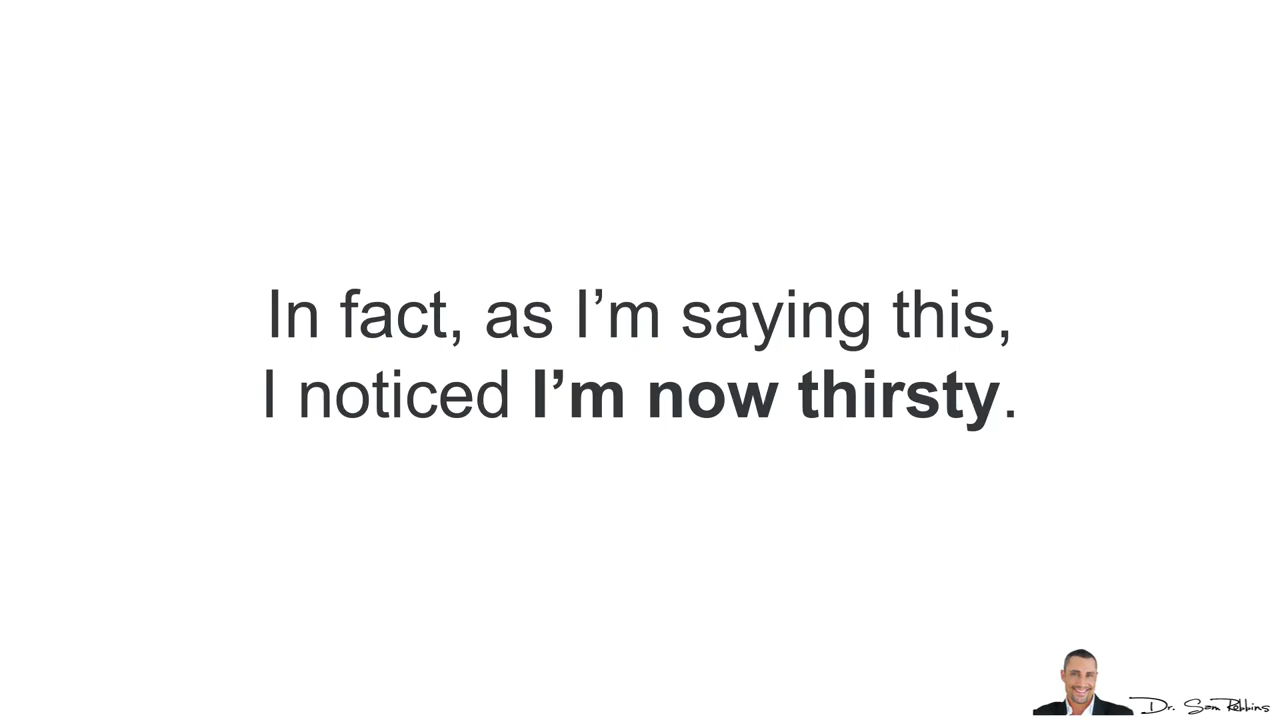 In fact, as I’m saying this,
I noticed I’m now thirsty.
Dr. Sam Robbins